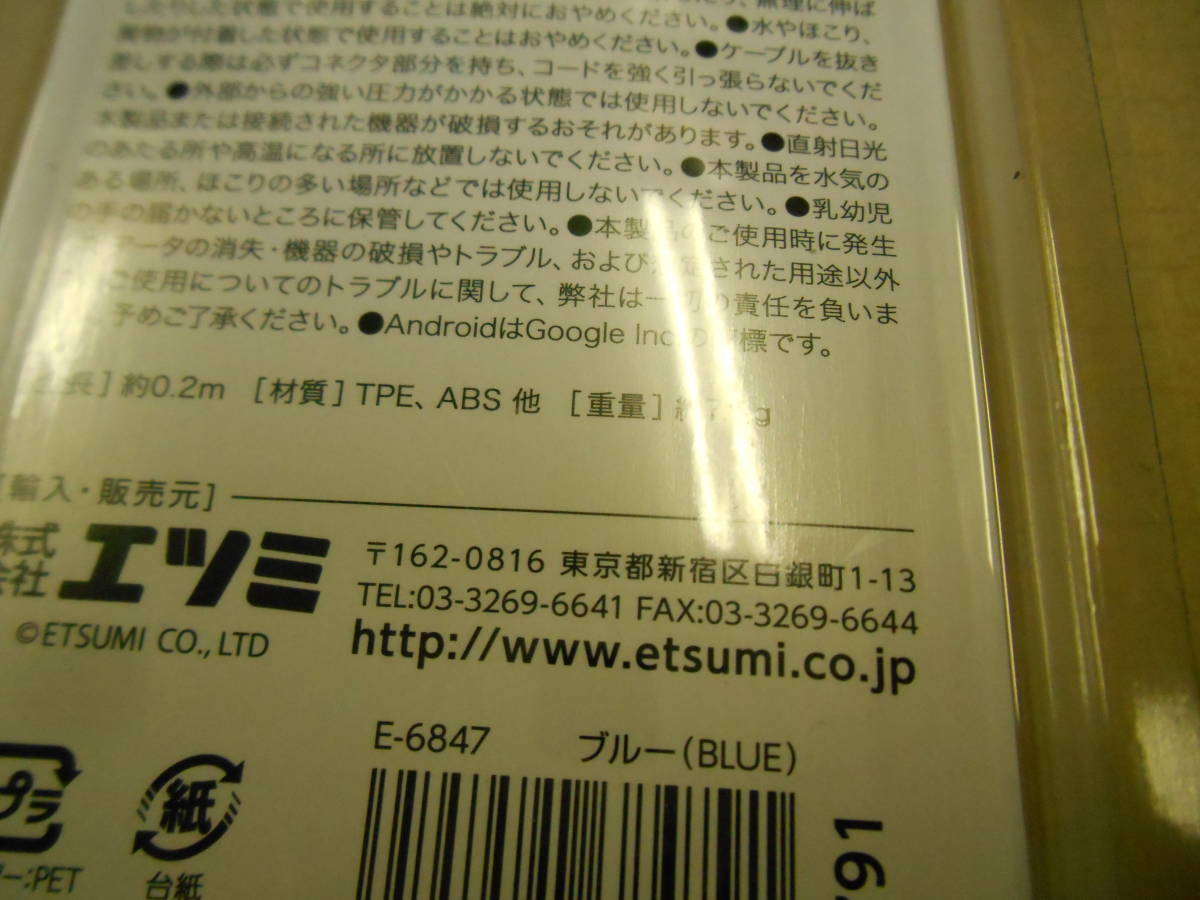 したりした状態で使用することは絶対におやめください。●水やほこり、
異物が付着した状態で使用することはおやめください。●ケーブルを抜き
差しする際は必ずコネクタ部分を持ち、コードを強く引っ張らないでくだ
さい。●外部からの強い圧力がかかる状態では使用しないでください。
本製品または接続された機器が破損するおそれがあります。●直射日光
のあたる所や高温になる所に放置しないでください。●本製品を水気の
ある場所、ほこりの多い場所などでは使用しないでください。●乳幼児
の手の届かないところに保管してください。●本製品のご使用時に発生
データの消失・機器の破損やトラブル、および想定された用途以外
ご使用についてのトラブルに関して、弊社は一切の責任を負いま
予めご了承ください。●AndroidはGoogle Inc.の商標です。
長] 約0.2m [材質] TPE、ABS 他 [重量]
[輸入・販売元]
株式会社 エツミ
©ETSUMI CO., LTD
〒162-0816 東京都新宿区白銀町1-13
TEL:03-3269-6641 FAX:03-3269-6644
http://www.etsumi.co.jp
E-6847 ブルー(BLUE)
プラ
:PET
紙
台紙
791